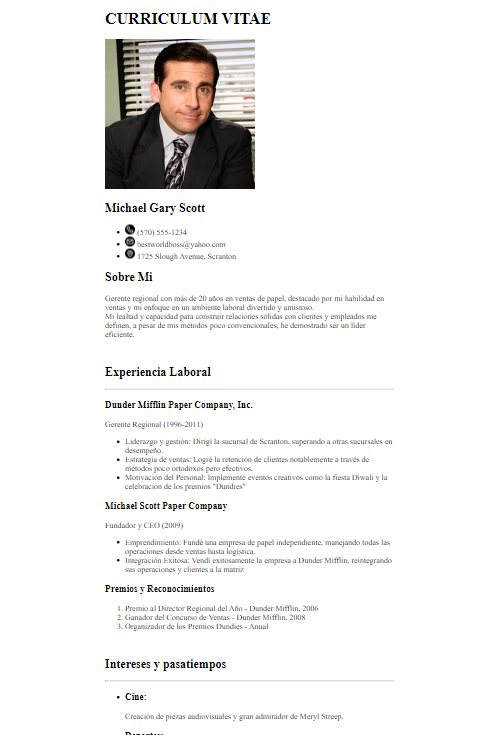 CURRICULUM VITAE
Michael Gary Scott
(570) 555-1234
bestworldboss@yahoo.com
1725 Slough Avenue, Scranton
Sobre Mi
Gerente regional con más de 20 años en ventas de papel, destacado por mi habilidad en
ventas y mi enfoque en un ambiente laboral divertido y amistoso.
Mi lealtad y capacidad para construir relaciones sólidas con clientes y empleados me
definen, a pesar de mis métodos poco convencionales, he demostrado ser un líder
eficiente.
Experiencia Laboral
Dunder Mifflin Paper Company, Inc.
Gerente Regional (1996-2011)
Liderazgo y gestión: Dirigí la sucursal de Scranton, superando a otras sucursales en
desempeño.
Estrategia de ventas: Logré la retención de clientes notablemente a través de
métodos poco ortodoxos pero efectivos.
Motivación del Personal: Implementé eventos creativos como la fiesta Diwali y la
celebración de los premios "Dundies"
Michael Scott Paper Company
Fundador y CEO (2009)
Emprendimiento: Fundé una empresa de papel independiente, manejando todas las
operaciones desde ventas hasta logística.
Integración Exitosa: Vendí exitosamente la empresa a Dunder Mifflin, reintegrando
sus operaciones y clientes a la matriz
Premios y Reconocimientos
1. Premio al Director Regional del Año - Dunder Mifflin, 2006
2. Ganador del Concurso de Ventas - Dunder Mifflin, 2008
3. Organizador de los Premios Dundies - Anual
Intereses y pasatiempos
Cine:
Creación de piezas audiovisuales y gran admirador de Meryl Streep.